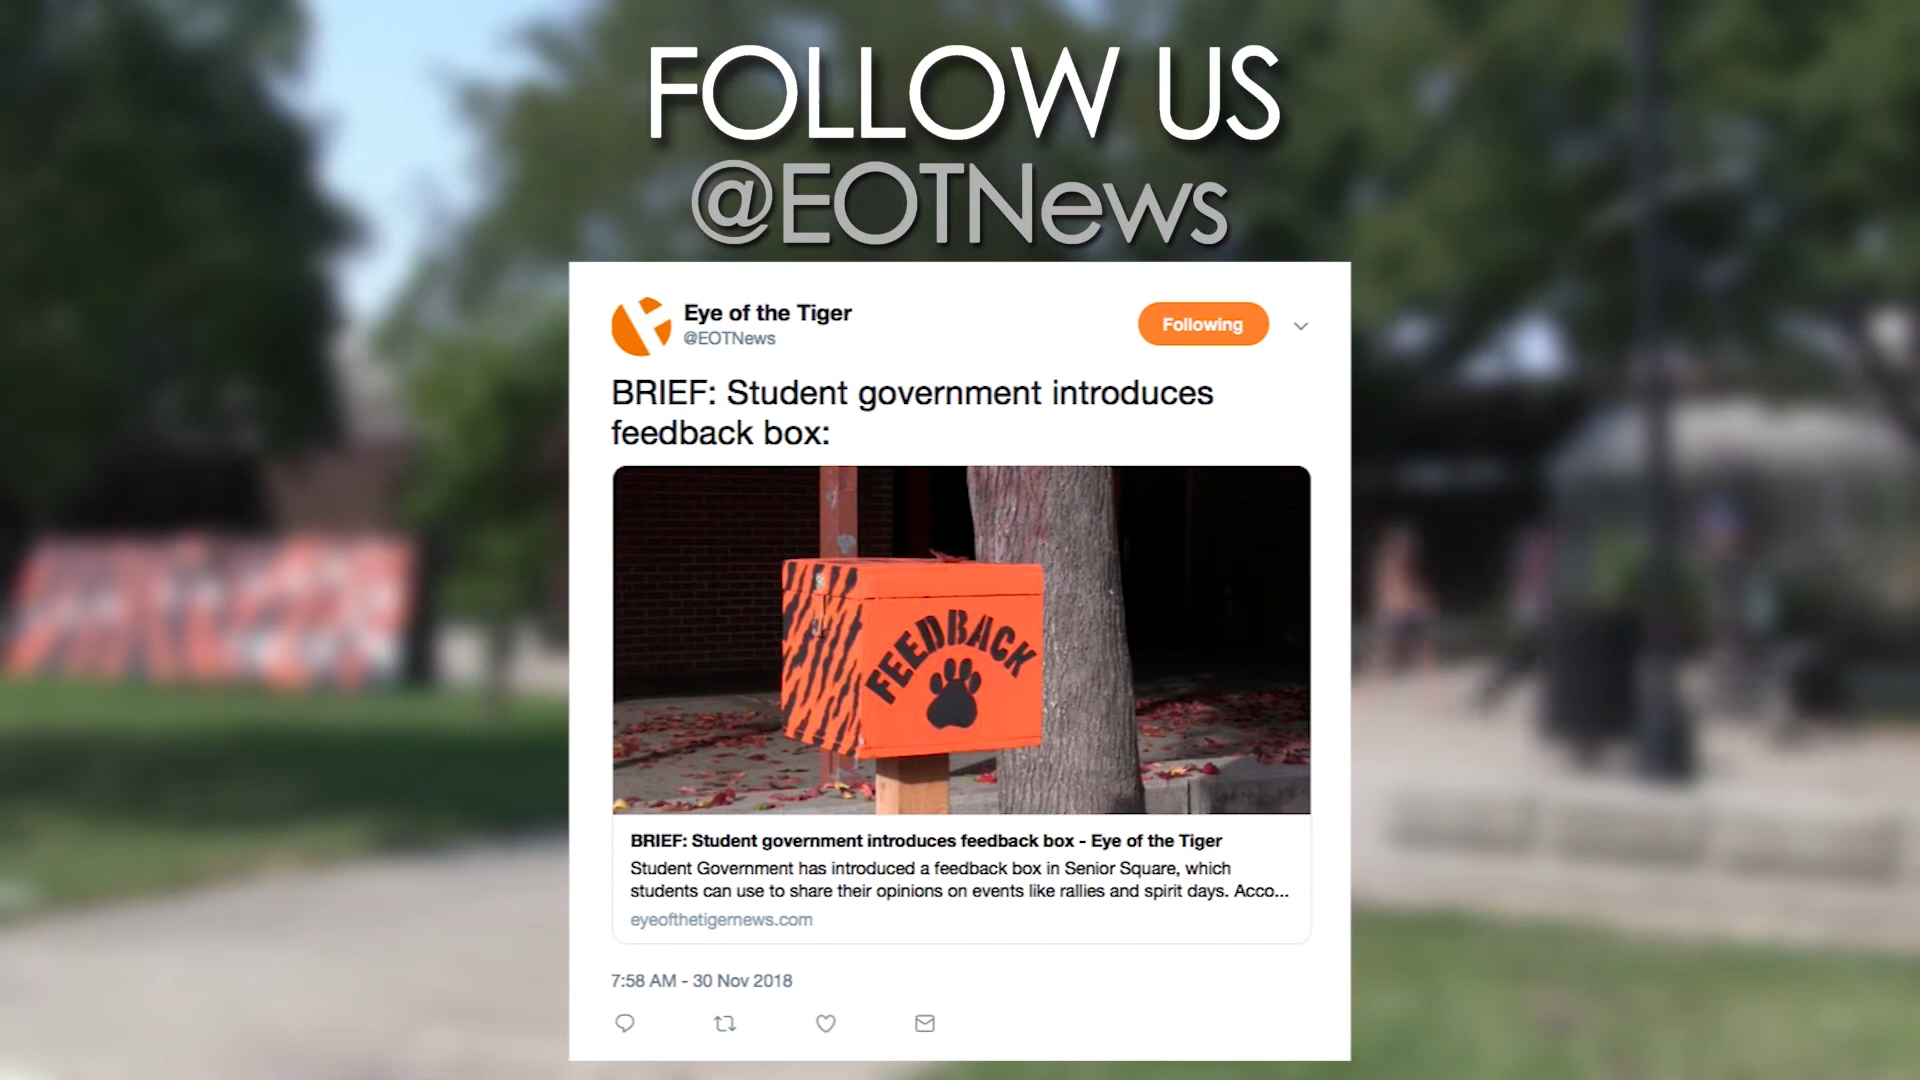 FOLLOW US
@EOTNews
Eye of the Tiger
@EOTNews
Following
BRIEF: Student government introduces
feedback box:
FEEDBACK
BRIEF: Student government introduces feedback box - Eye of the Tiger
Student Government has introduced a feedback box in Senior Square, which
students can use to share their opinions on events like rallies and spirit days. Acco...
eyeofthetigernews.com
7:58 AM - 30 Nov 2018